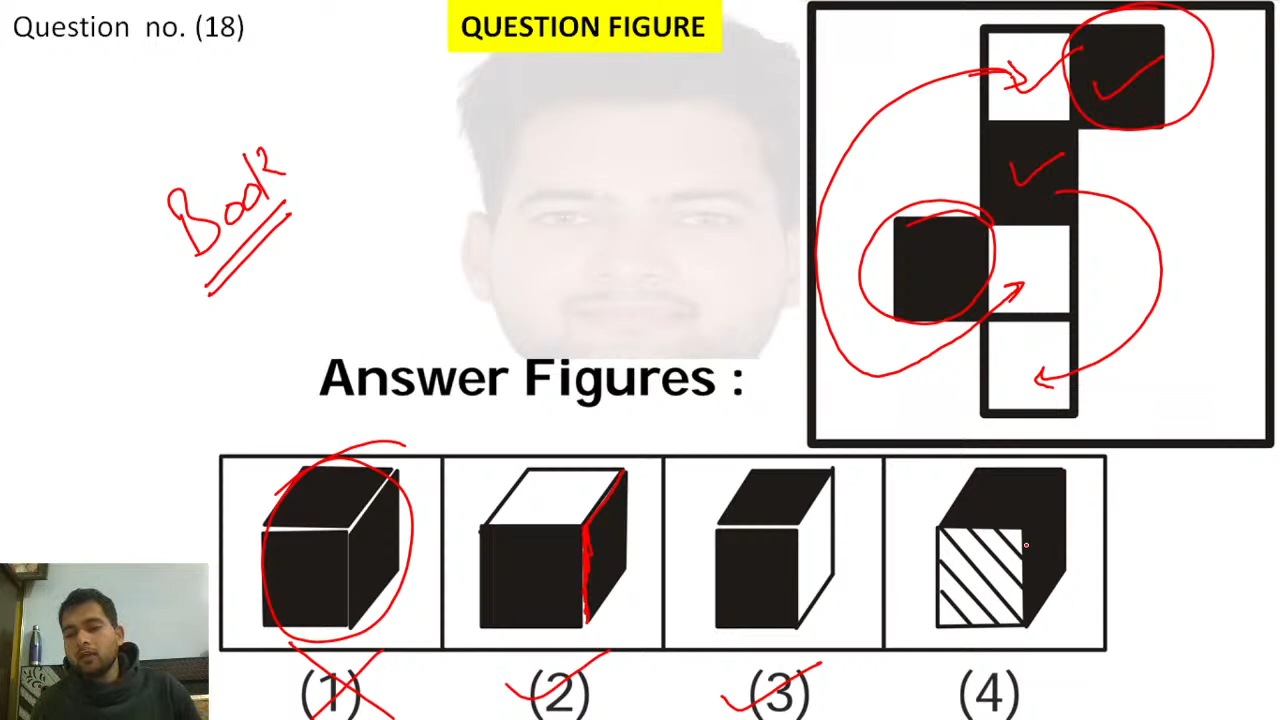 Question no. (18)
QUESTION FIGURE
Book
Answer Figures :
(1)
(2)
(3)
(4)